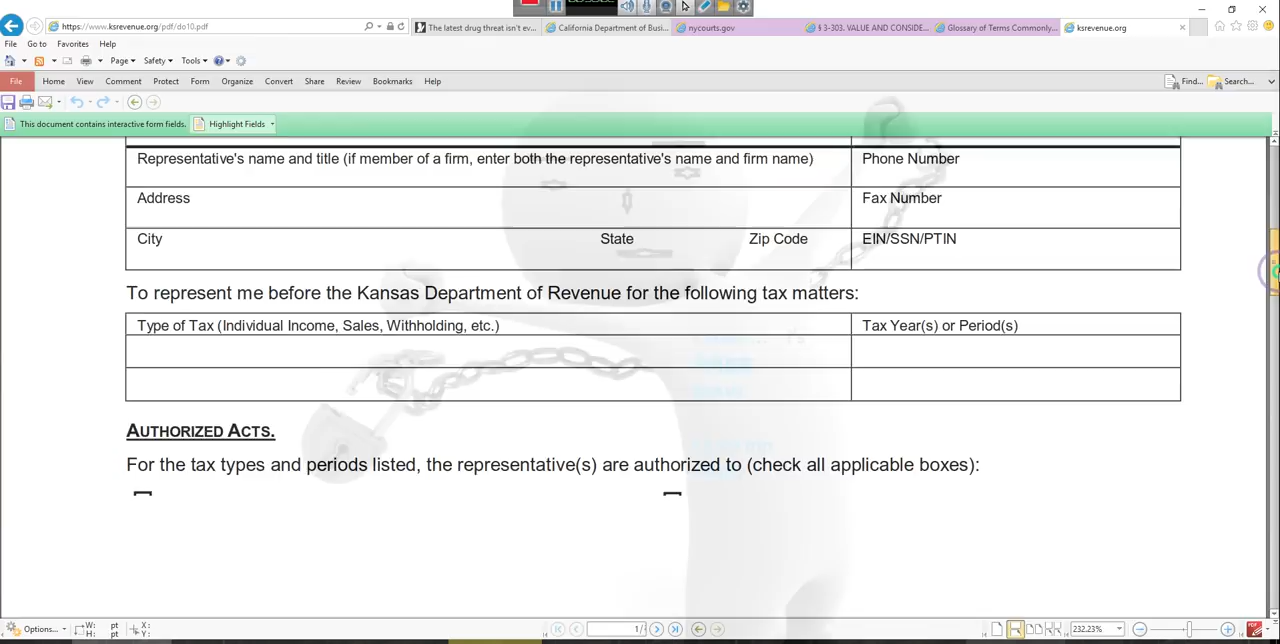 https://www.ksrevenue.org/pdf/do10.pdf
The latest drug threat isn't ev...
California Department of Busi...
nycourts.gov
§ 3-303. VALUE AND CONSIDE...
Glossary of Terms Commonly...
ksrevenue.org
File Go to Favorites Help
Page Safety Tools
File Home View Comment Protect Form Organize Convert Share Review Bookmarks Help Find... Search...
This document contains interactive form fields. Highlight Fields
Representative's name and title (if member of a firm, enter both the representative's name and firm name) Phone Number
Address Fax Number
City State Zip Code EIN/SSN/PTIN
To represent me before the Kansas Department of Revenue for the following tax matters:
Type of Tax (Individual Income, Sales, Withholding, etc.) Tax Year(s) or Period(s)
AUTHORIZED ACTS.
For the tax types and periods listed, the representative(s) are authorized to (check all applicable boxes):
Options... W: H: pt pt X: Y: 1/ 232.23%